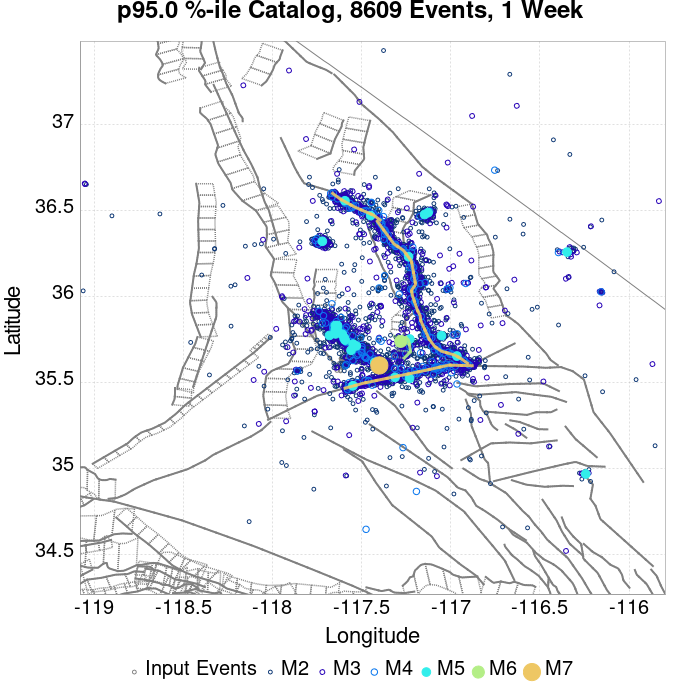 p95.0 %-ile Catalog, 8609 Events, 1 Week
Latitude
37
36.5
36
35.5
35
34.5
-119 -118.5 -118 -117.5 -117 -116.5 -116
Longitude
Input Events M2 M3 M4 M5 M6 M7